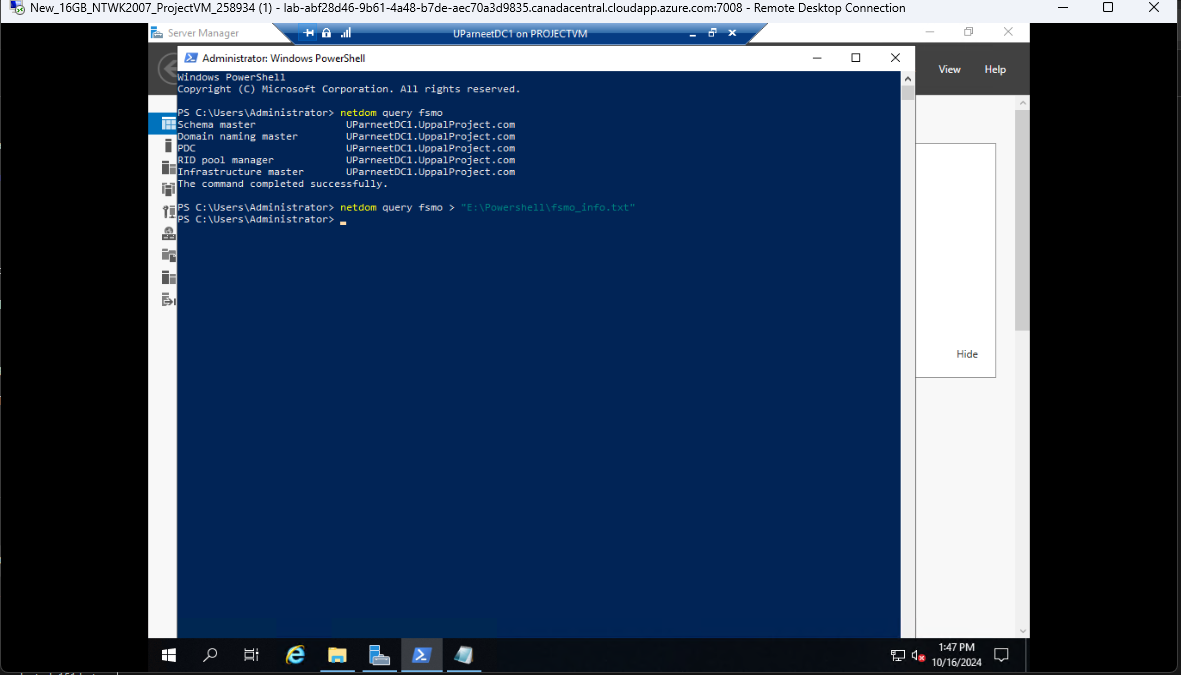 New_16GB_NTWK2007_ProjectVM_258934 (1) - lab-abf28d46-9b61-4a48-b7de-aec70a3d9835.canadacentral.cloudapp.azure.com:7008 - Remote Desktop Connection
Server Manager
UParneetDC1 on PROJECTVM
Administrator: Windows PowerShell
View Help
Windows PowerShell
Copyright (C) Microsoft Corporation. All rights reserved.
PS C:\Users\Administrator> netdom query fsmo
Schema master UParneetDC1.UppalProject.com
Domain naming master UParneetDC1.UppalProject.com
PDC UParneetDC1.UppalProject.com
RID pool manager UParneetDC1.UppalProject.com
Infrastructure master UParneetDC1.UppalProject.com
The command completed successfully.
PS C:\Users\Administrator> netdom query fsmo > "E:\Powershell\fsmo_info.txt"
PS C:\Users\Administrator>
Hide
1:47 PM
10/16/2024